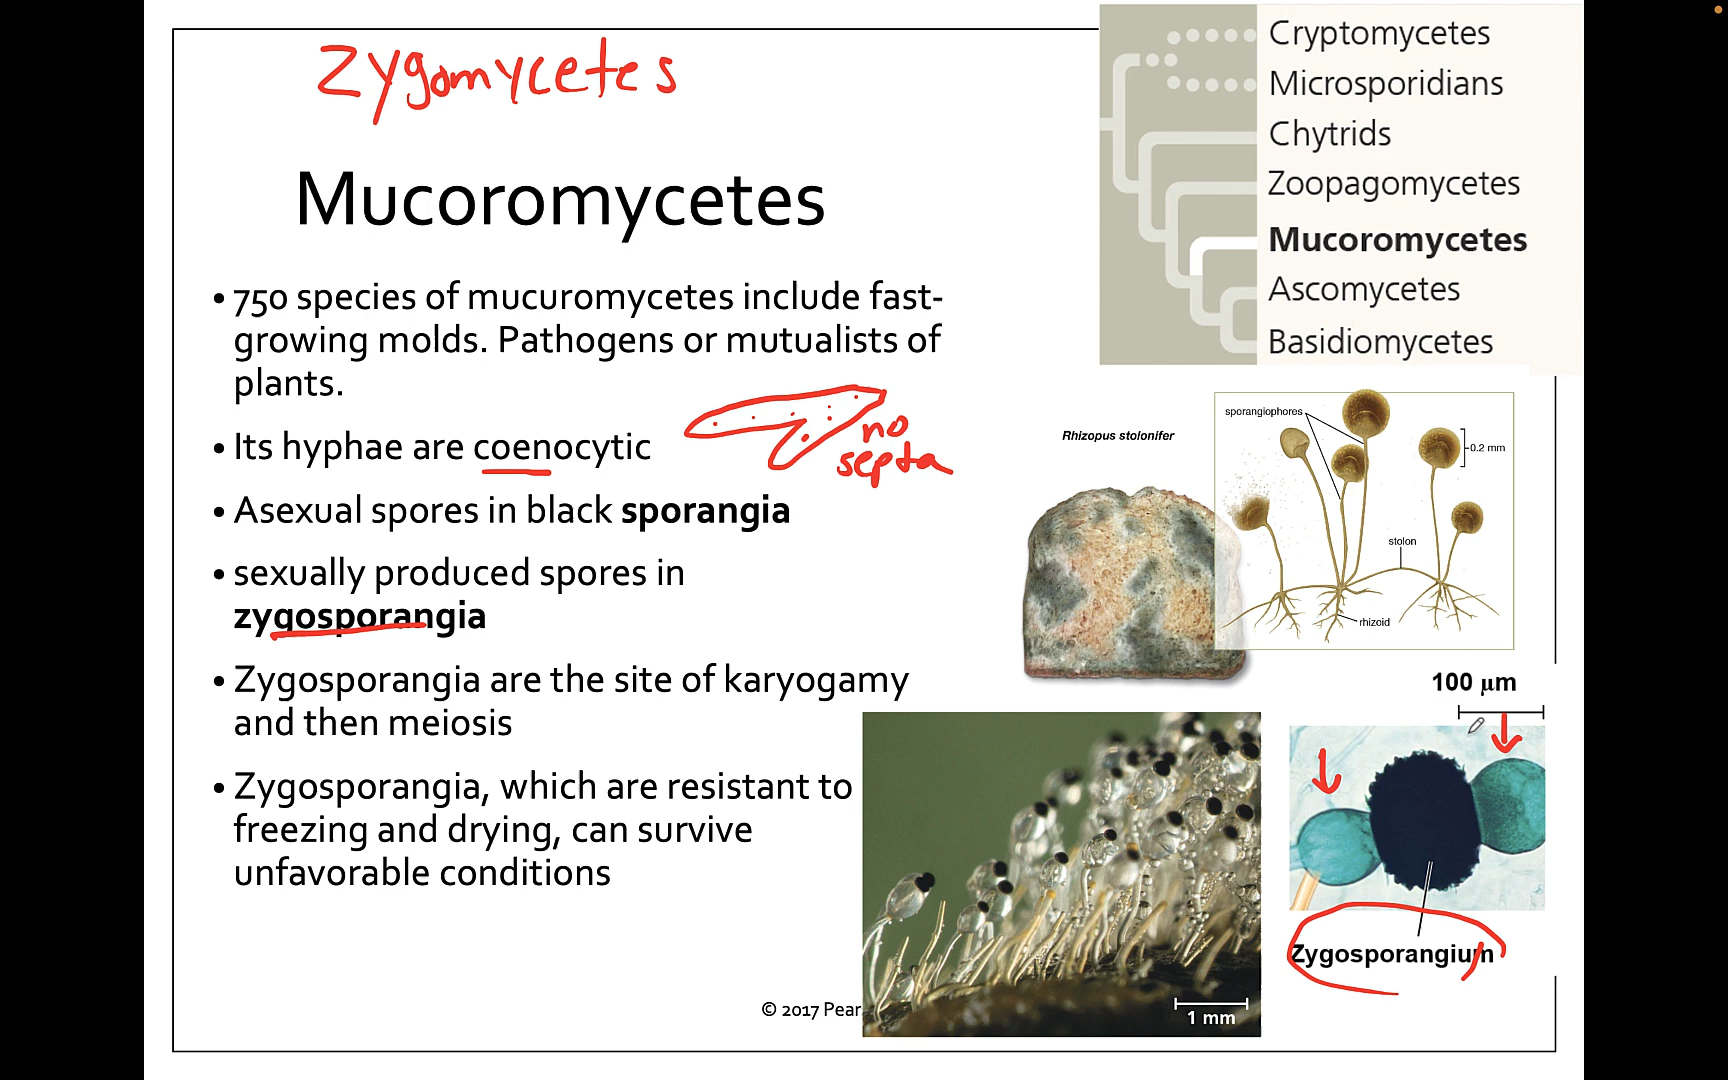 Zygomycetes
Mucoromycetes
• 750 species of mucuromycetes include fast-
growing molds. Pathogens or mutualists of
plants.
• Its hyphae are coenocytic
no
septa
• Asexual spores in black sporangia
• sexually produced spores in
zygosporangia
• Zygosporangia are the site of karyogamy
and then meiosis
• Zygosporangia, which are resistant to
freezing and drying, can survive
unfavorable conditions
© 2017 Pear
Cryptomycetes
Microsporidians
Chytrids
Zoopagomycetes
Mucoromycetes
Ascomycetes
Basidiomycetes
Rhizopus stolonifer
sporangiophores
0.2 mm
stolon
rhizoid
100 µm
Zygosporangium
1 mm